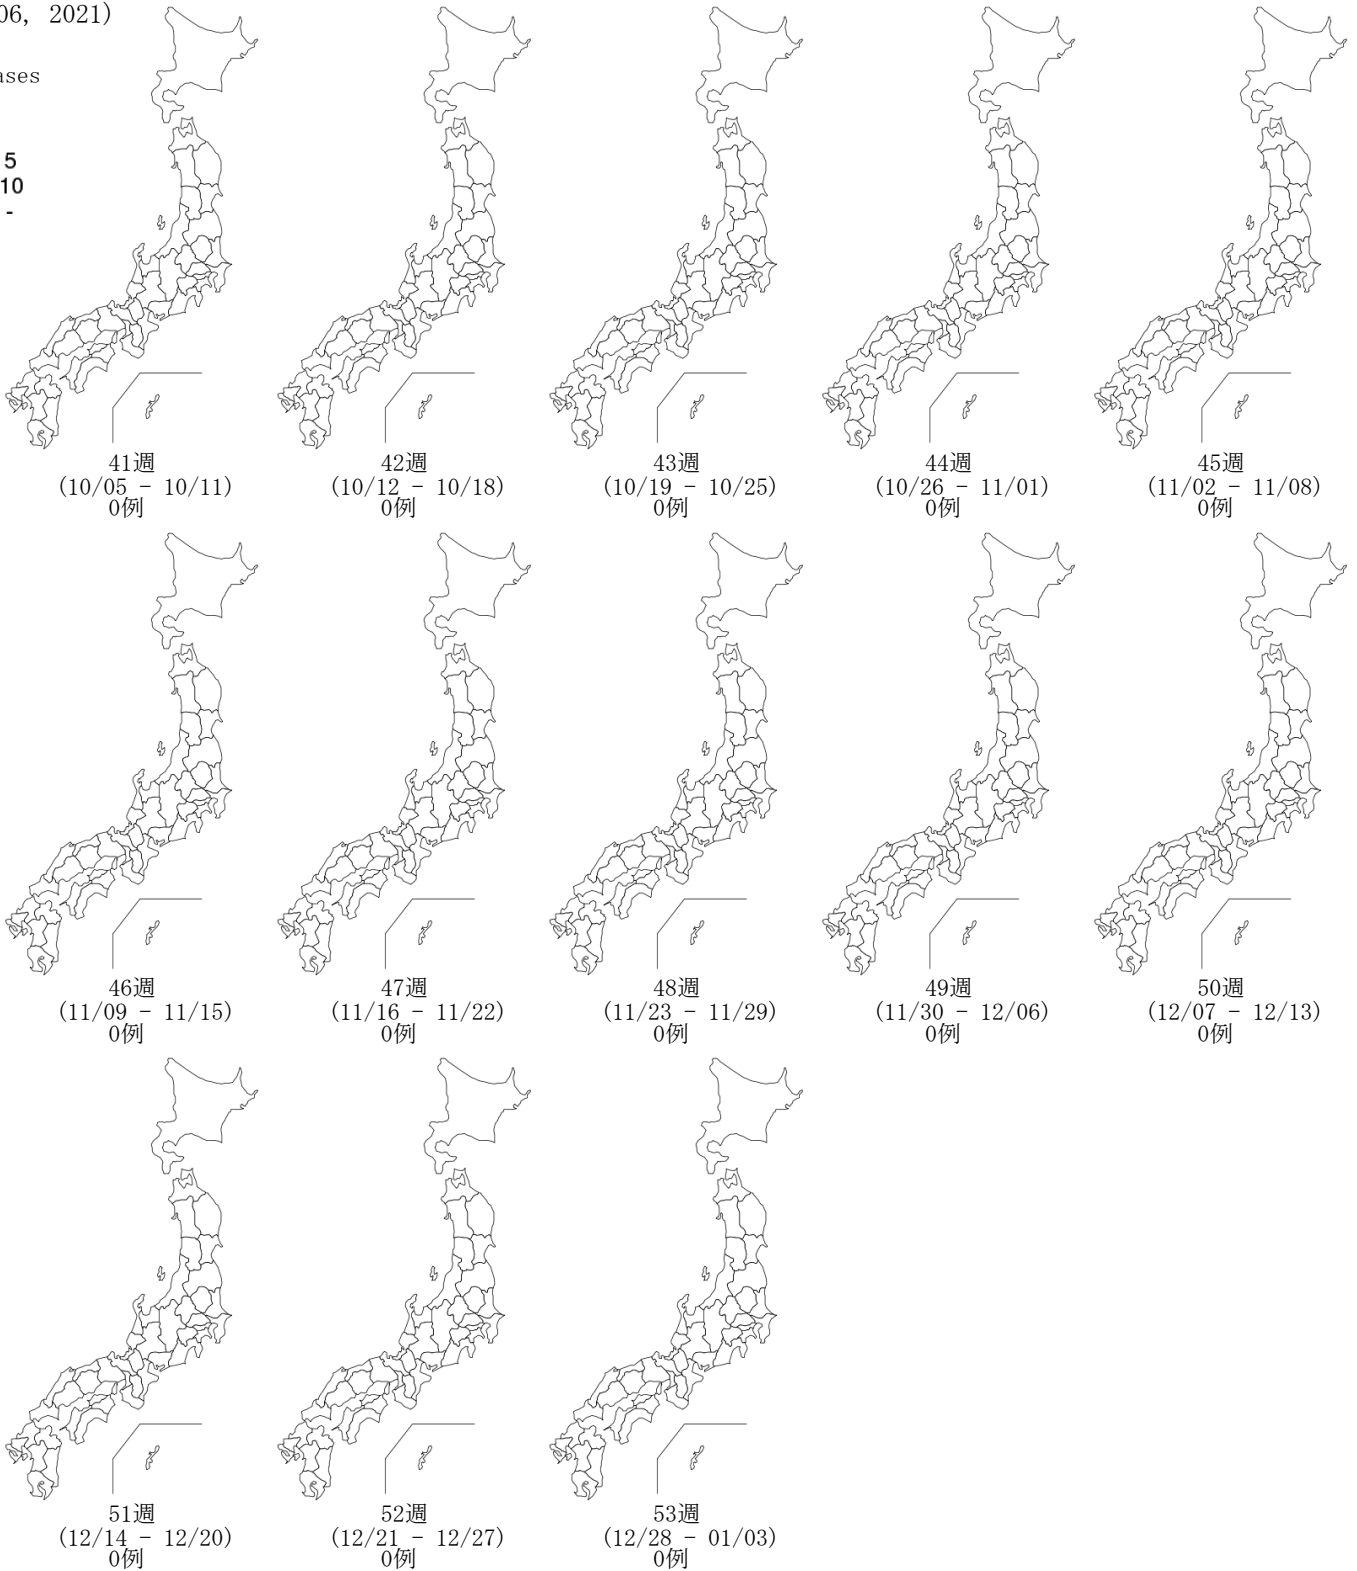 06, 2021)
ases
5
10
-
41週
(10/05 - 10/11)
0例
42週
(10/12 - 10/18)
0例
43週
(10/19 - 10/25)
0例
44週
(10/26 - 11/01)
0例
45週
(11/02 - 11/08)
0例
46週
(11/09 - 11/15)
0例
47週
(11/16 - 11/22)
0例
48週
(11/23 - 11/29)
0例
49週
(11/30 - 12/06)
0例
50週
(12/07 - 12/13)
0例
51週
(12/14 - 12/20)
0例
52週
(12/21 - 12/27)
0例
53週
(12/28 - 01/03)
0例